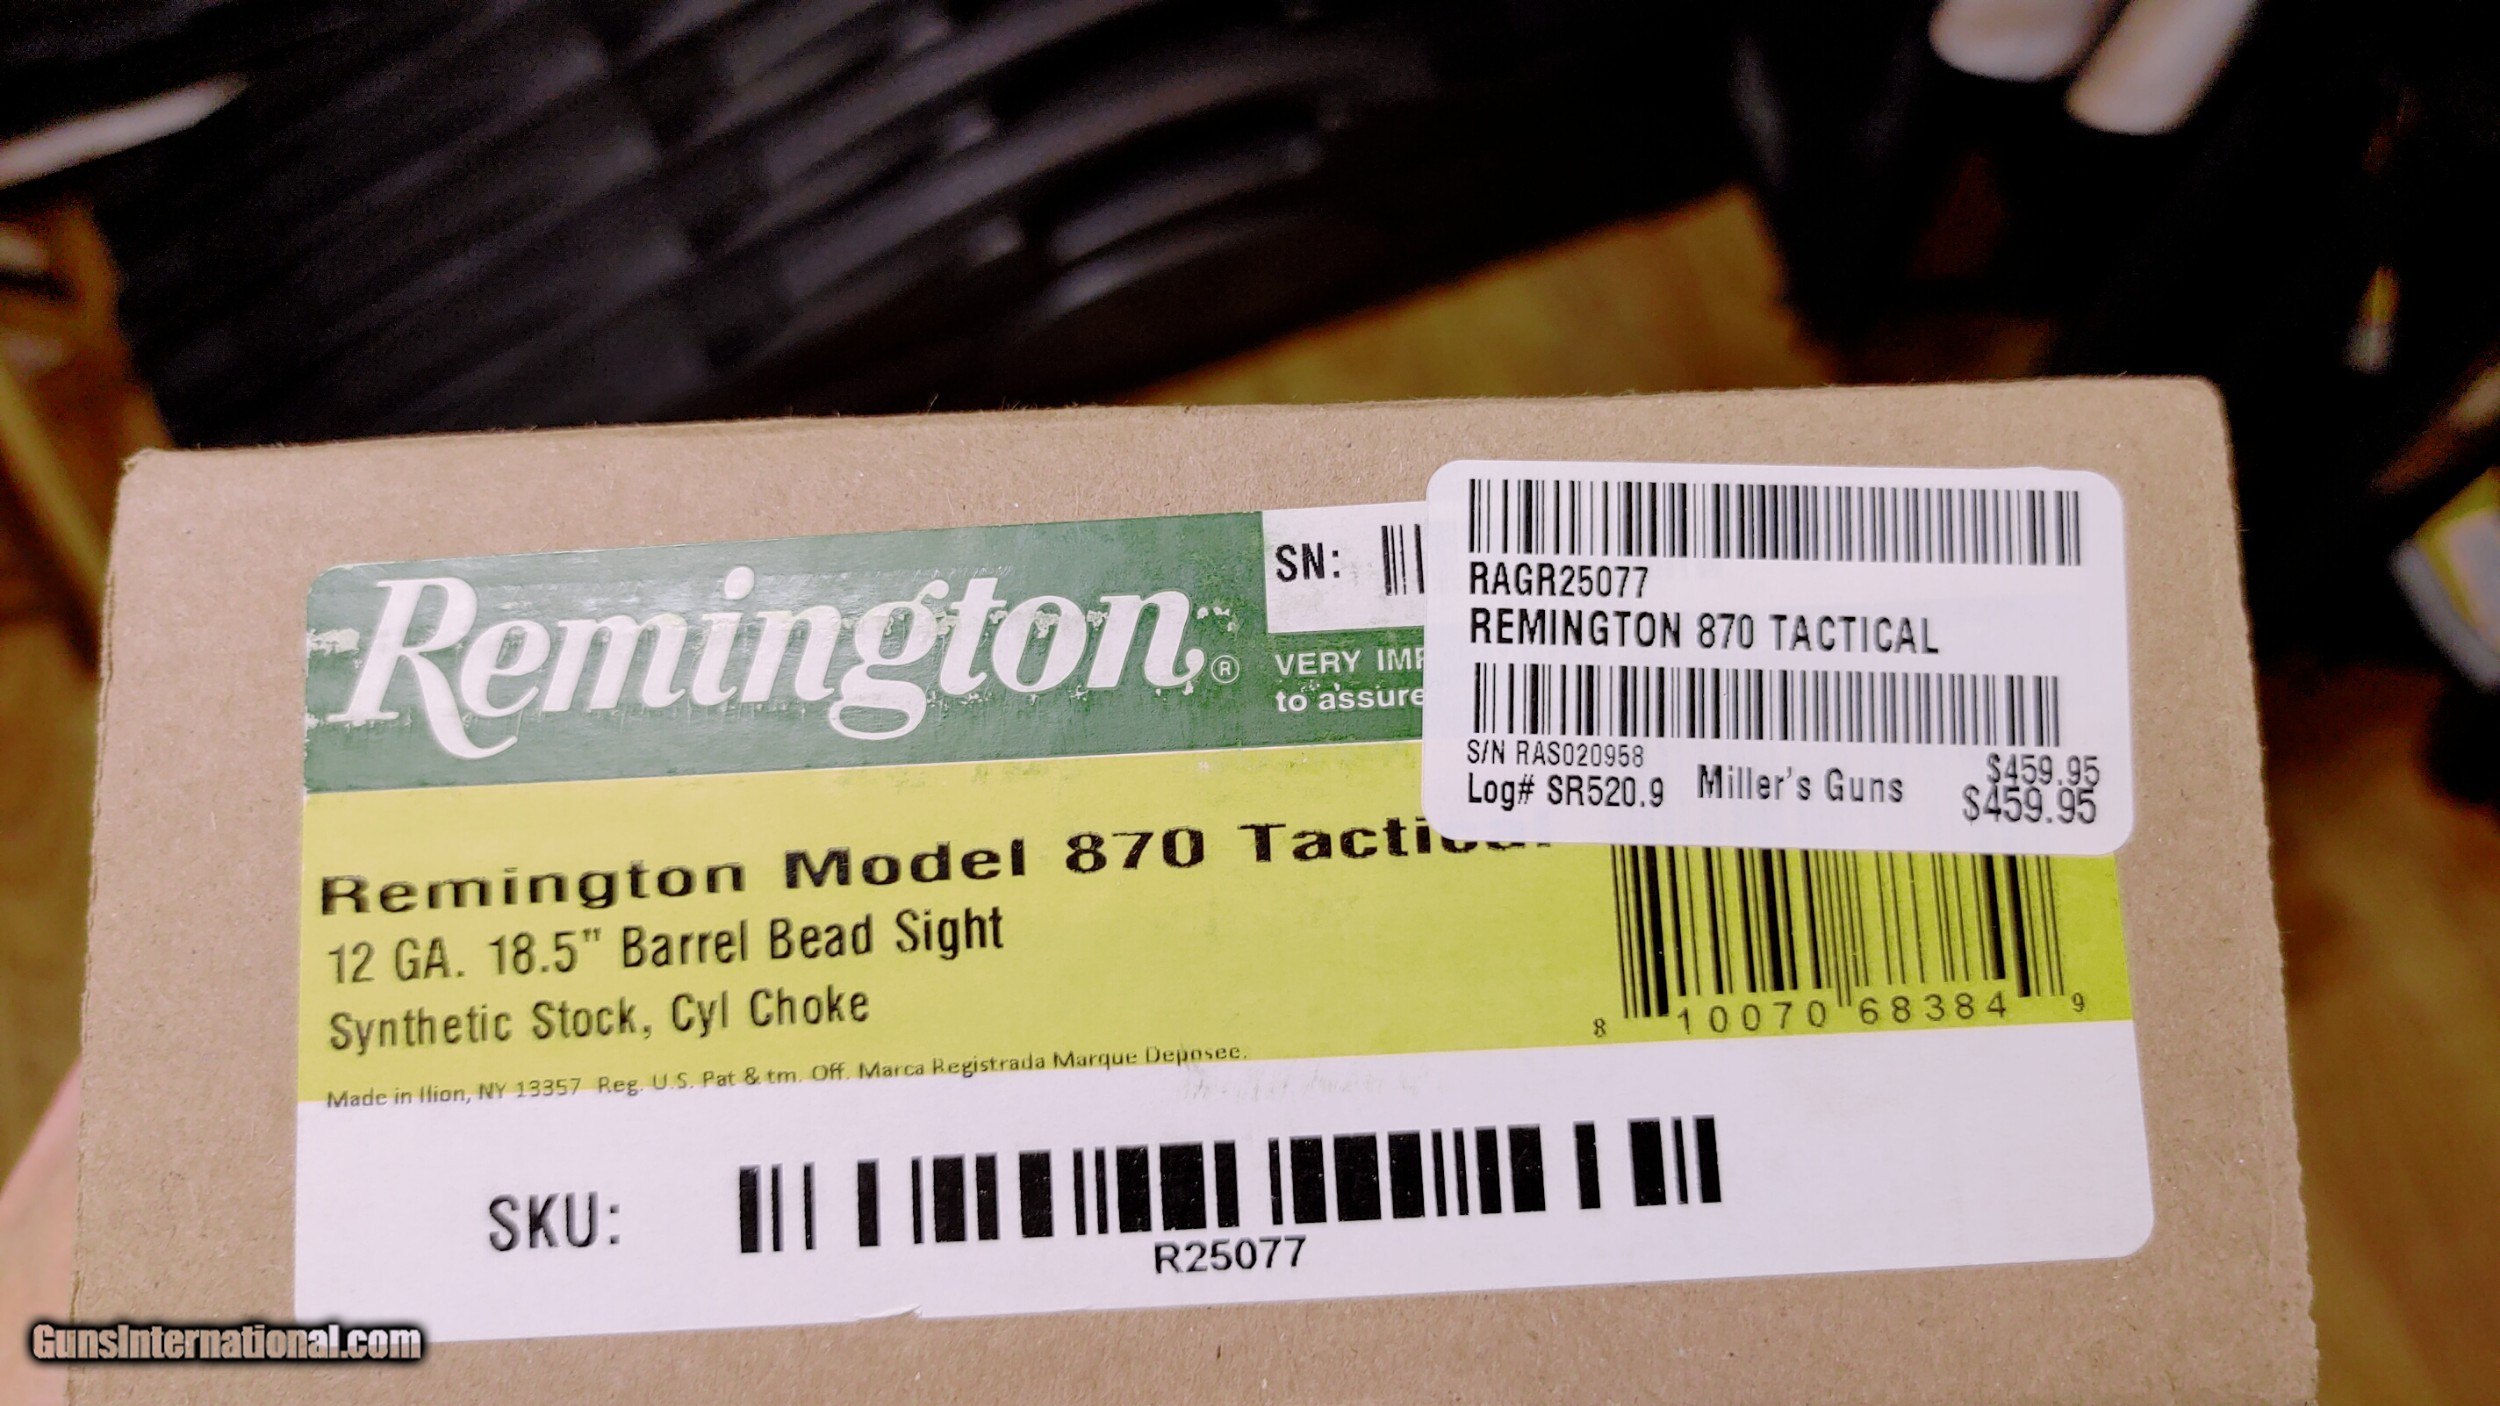 Remington®
SN:
VERY
to assure
RAGR25077
REMINGTON 870 TACTICAL
S/N RAS020958
Log# SR520.9
Miller's Guns
$459.95
$459.95
Remington Model 870
12 GA. 18.5" Barrel Bead Sight
Synthetic Stock, Cyl Choke
8 10070 68384 9
Made in Ilion, NY 13357 Reg. U.S. Pat & tm. Off. Marca Registrada Marque Deposee.
SKU:
R25077
GunsInternational.com